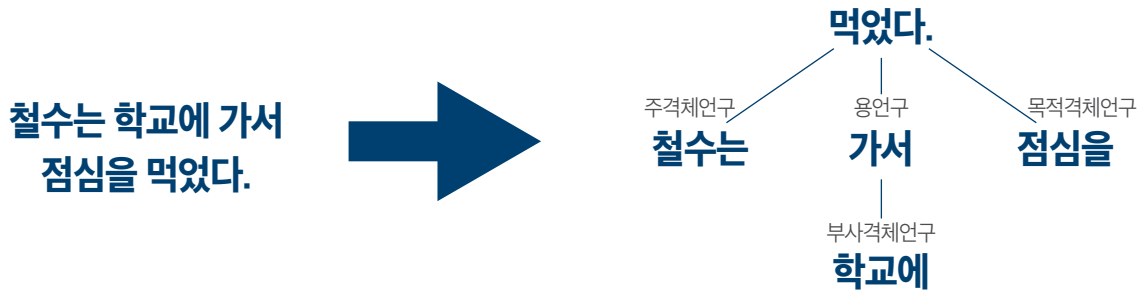 철수는 학교에 가서
점심을 먹었다.
먹었다.
주격체언구
용언구
목적격체언구
철수는
가서
점심을
부사격체언구
학교에